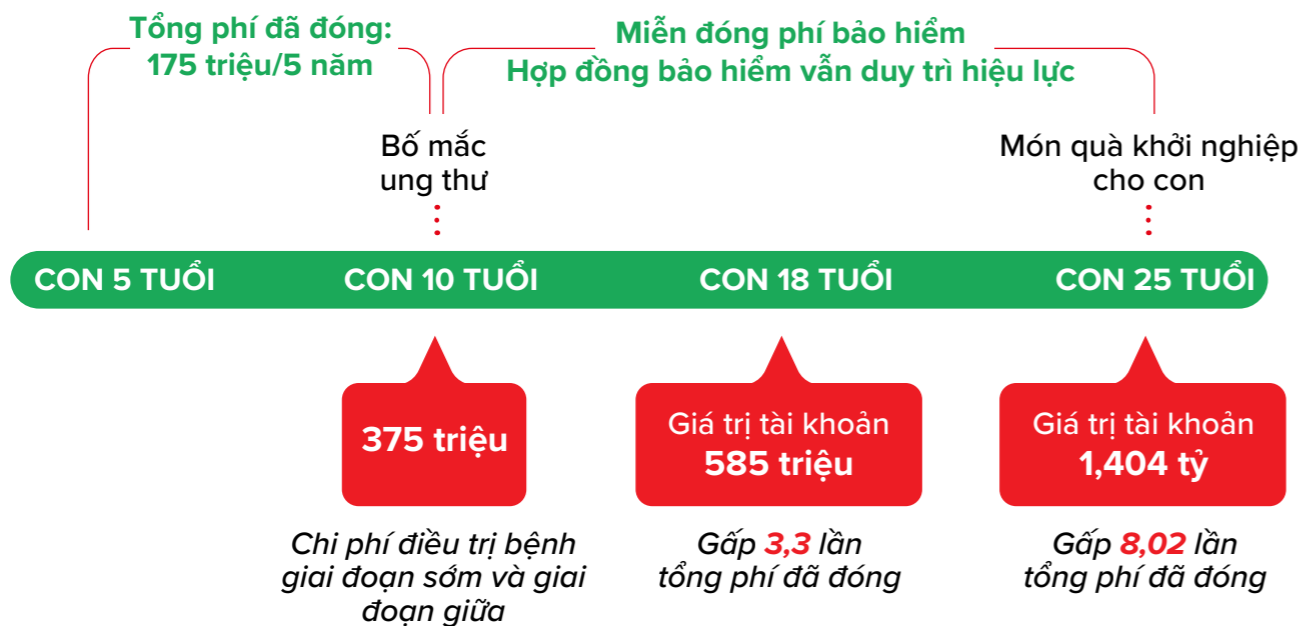 Tổng phí đã đóng:
175 triệu/5 năm
Miễn đóng phí bảo hiểm
Hợp đồng bảo hiểm vẫn duy trì hiệu lực
Bố mắc
ung thư
Món quà khởi nghiệp
cho con
CON 5 TUỔI
CON 10 TUỔI
CON 18 TUỔI
CON 25 TUỔI
375 triệu
Giá trị tài khoản
585 triệu
Giá trị tài khoản
1,404 tỷ
Chi phí điều trị bệnh
giai đoạn sớm và giai
đoạn giữa
Gấp 3,3 lần
tổng phí đã đóng
Gấp 8,02 lần
tổng phí đã đóng